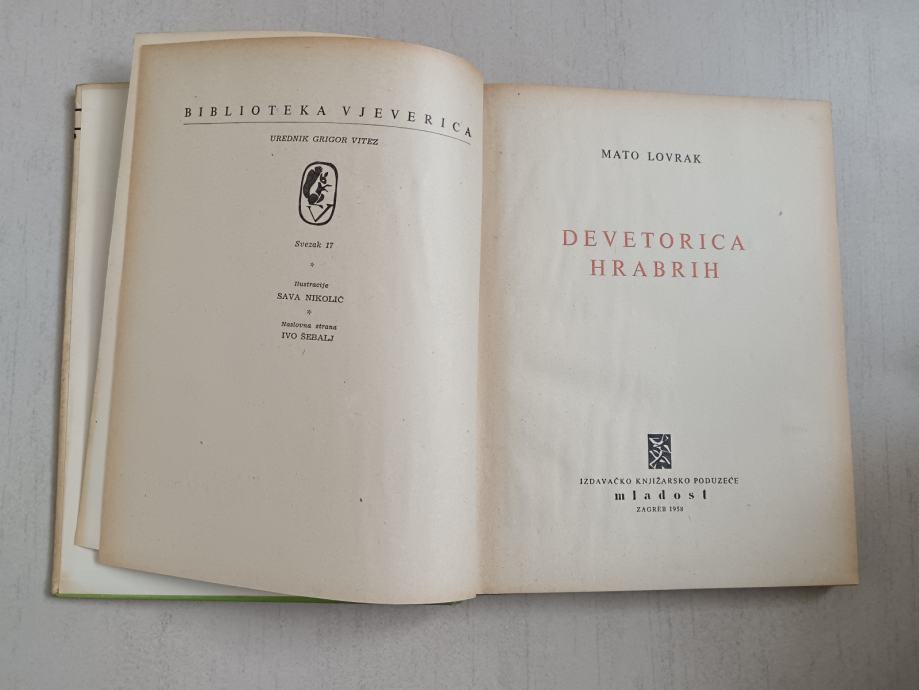 BIBLIOTEKA VJEVERICA
UREDNIK GRIGOR VITEZ
V
Svezak 17
*
Ilustracije
SAVA NIKOLIĆ
*
Naslovna strana
IVO ŠEBALJ
MATO LOVRAK
DEVETORICA
HRABRIH
IZDAVAČKO KNJIŽARSKO PODUZEĆE
mladost
ZAGREB 1958